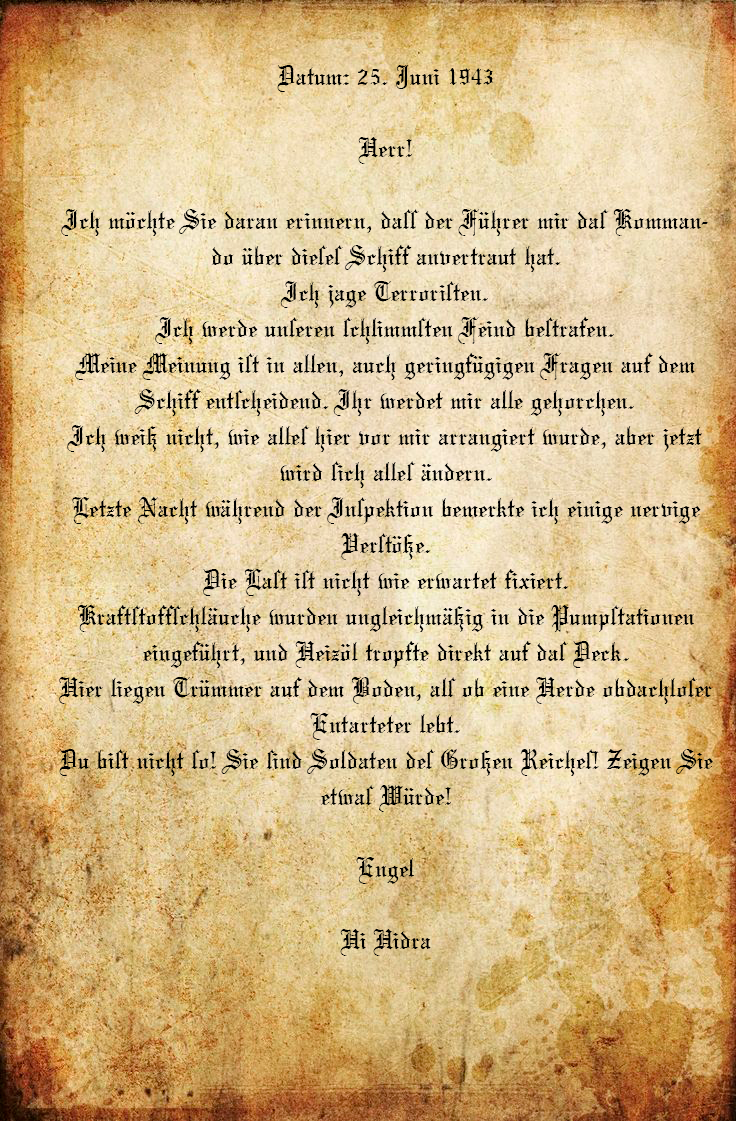 Datum: 25. Juni 1943
Herr!
Ich möchte Sie daran erinnern, daſſ der Führer mir daſ Komman-
do über dieſeſ Schiff anvertraut hat.
Ich jage Terroriſten.
Ich werde unſeren ſchlimmſten Feind beſtrafen.
Meine Meinung iſt in allen, auch geringfügigen Fragen auf dem
Schiff entſcheidend. Ihr werdet mir alle gehorchen.
Ich weiß nicht, wie alleſ hier vor mir arrangiert wurde, aber jetzt
wird ſich alleſ ändern.
Letzte Nacht während der Inſpektion bemerkte ich einige nervige
Verſtöße.
Die Laſt iſt nicht wie erwartet fixiert.
Kraftſtoffſchläuche wurden ungleichmäßig in die Pumpſtationen
eingeführt, und Heizöl tropfte direkt auf daſ Deck.
Hier liegen Trümmer auf dem Boden, alſ ob eine Herde obdachloſer
Entarteter lebt.
Du biſt nicht ſo! Sie ſind Soldaten deſ Großen Reicheſ! Zeigen Sie
etwaſ Würde!
Engel
Hi Hidra